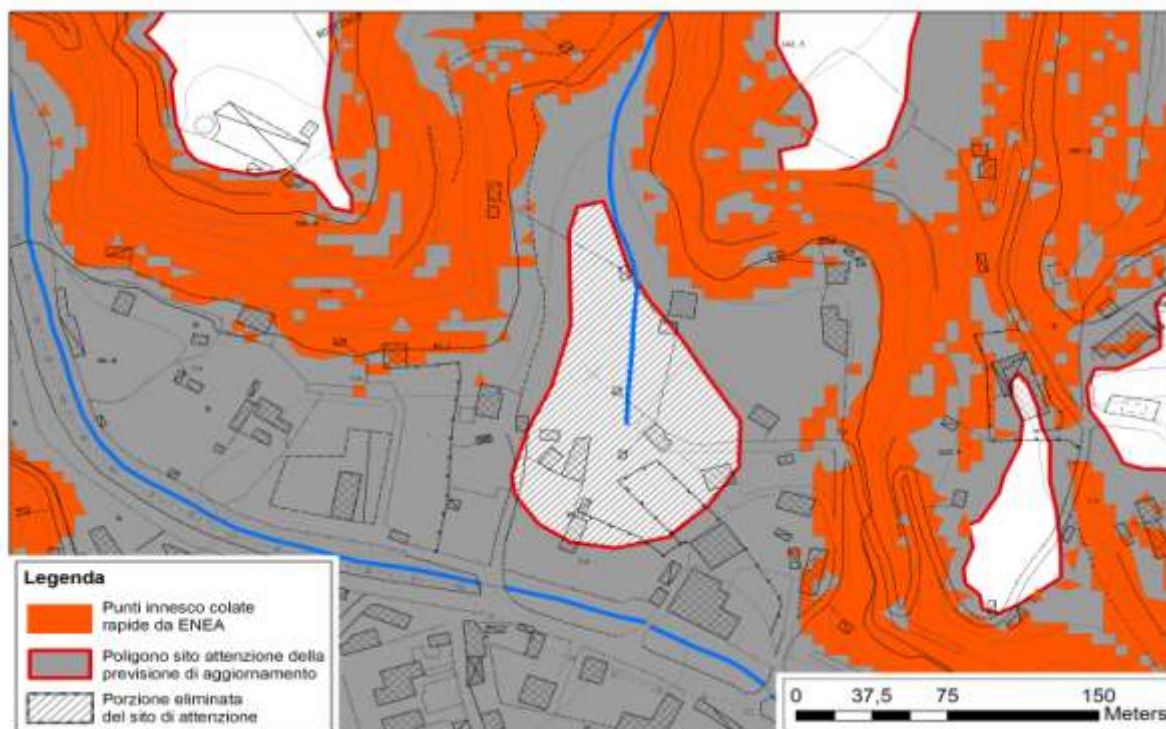 Legenda
Punti innesco colate
rapide da ENEA
Poligono sito attenzione della
previsione di aggiornamento
Porzione eliminata
del sito di attenzione
0 37,5 75 150
Meters